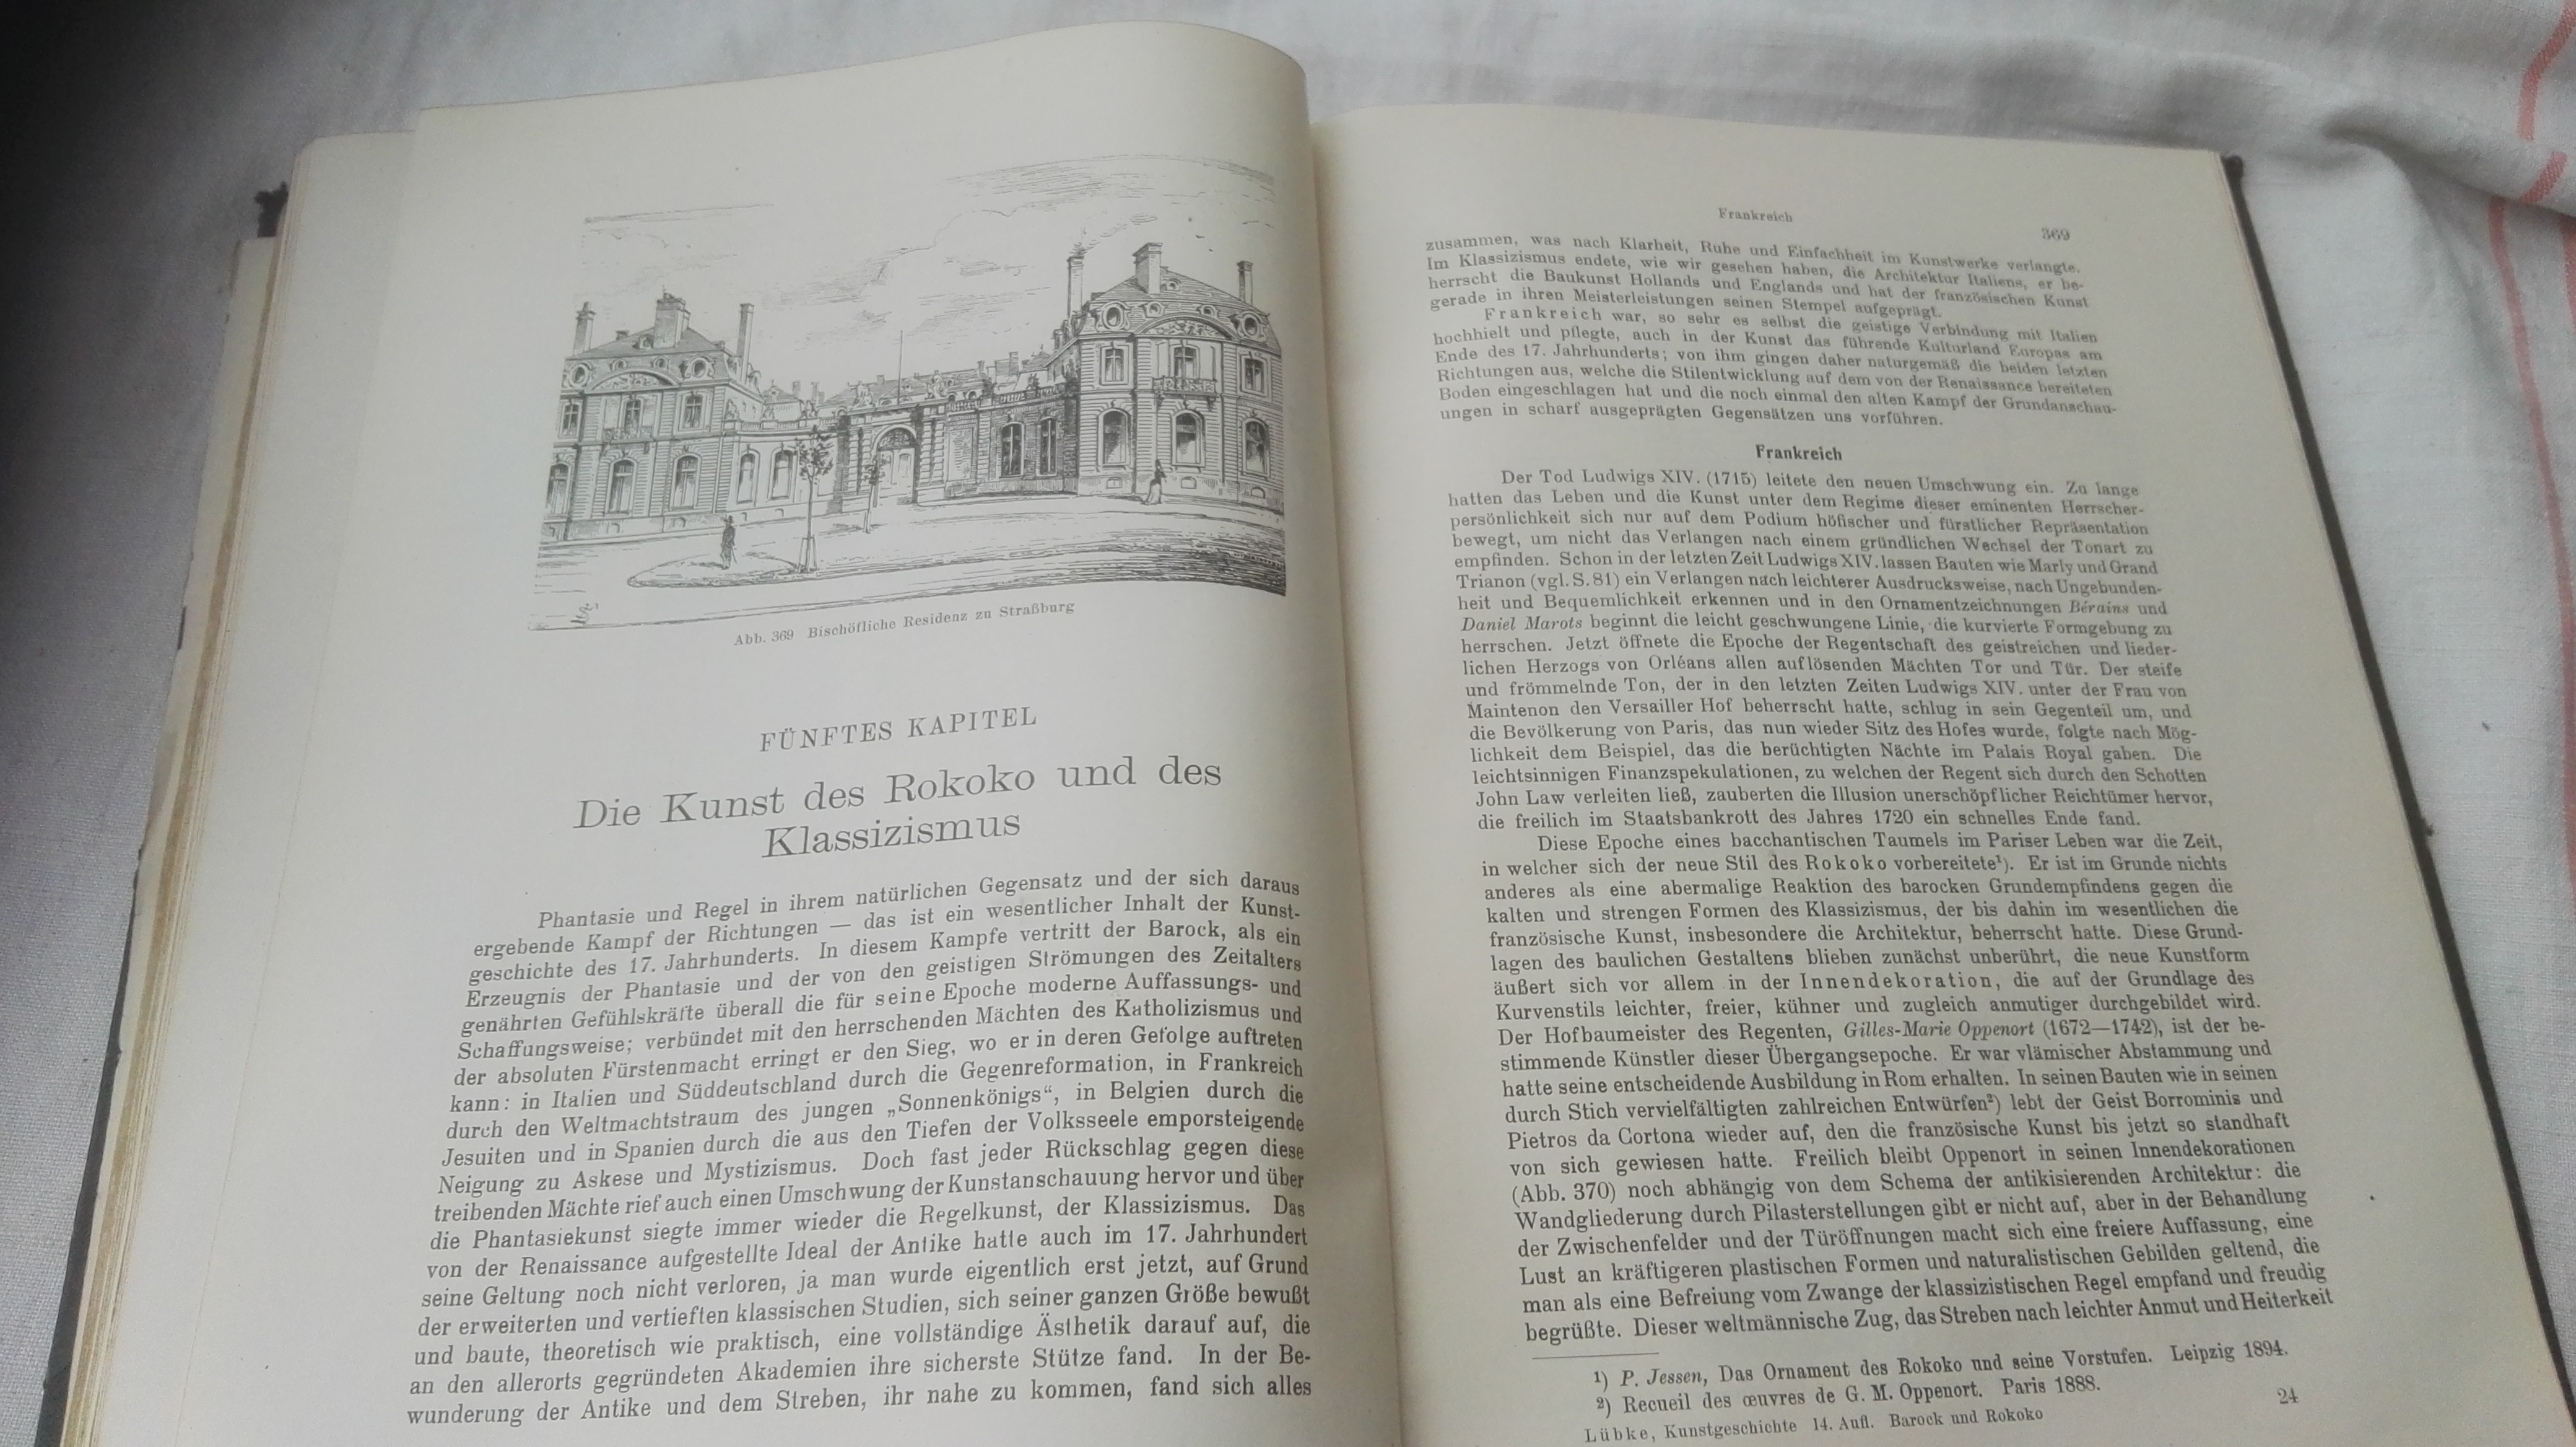 Abb. 369 Bischöfliche Residenz zu Straßburg
FÜNFTES KAPITEL
Die Kunst des Rokoko und des
Klassizismus
Phantasie und Regel in ihrem natürlichen Gegensatz und der sich daraus
ergebende Kampf der Richtungen — das ist ein wesentlicher Inhalt der Kunst-
geschichte des 17. Jahrhunderts. In diesem Kampfe vertritt der Barock, als ein
Erzeugnis der Phantasie und der von den geistigen Strömungen des Zeitalters
genährten Gefühlskräfte überall die für seine Epoche moderne Auffassungs- und
Schaffungsweise; verbündet mit den herrschenden Mächten des Katholizismus und
der absoluten Fürstenmacht erringt er den Sieg, wo er in deren Gefolge auftreten
kann: in Italien und Süddeutschland durch die Gegenreformation, in Frankreich
durch den Weltmachtstraum des jungen „Sonnenkönigs“, in Belgien durch die
Jesuiten und in Spanien durch die aus den Tiefen der Volksseele emporsteigende
Neigung zu Askese und Mystizismus. Doch fast jeder Rückschlag gegen diese
treibenden Mächte rief auch einen Umschwung der Kunstanschauung hervor und über
die Phantasiekunst siegte immer wieder die Regelkunst, der Klassizismus. Das
von der Renaissance aufgestellte Ideal der Antike hatte auch im 17. Jahrhundert
seine Geltung noch nicht verloren, ja man wurde eigentlich erst jetzt, auf Grund
der erweiterten und vertieften klassischen Studien, sich seiner ganzen Größe bewußt
und baute, theoretisch wie praktisch, eine vollständige Ästhetik darauf auf, die
an den allerorts gegründeten Akademien ihre sicherste Stütze fand. In der Be-
wunderung der Antike und dem Streben, ihr nahe zu kommen, fand sich alles
Frankreich
369
zusammen, was nach Klarheit, Ruhe und Einfachheit im Kunstwerke verlangte.
Im Klassizismus endete, wie wir gesehen haben, die Architektur Italiens, er be-
herrscht die Baukunst Hollands und Englands und hat der französischen Kunst
gerade in ihren Meisterleistungen seinen Stempel aufgeprägt.
Frankreich war, so sehr es selbst die geistige Verbindung mit Italien
hochhielt und pflegte, auch in der Kunst das führende Kulturland Europas am
Ende des 17. Jahrhunderts; von ihm gingen daher naturgemäß die beiden letzten
Richtungen aus, welche die Stilentwicklung auf dem von der Renaissance bereiteten
Boden eingeschlagen hat und die noch einmal den alten Kampf der Grundanschau-
ungen in scharf ausgeprägten Gegensätzen uns vorführen.
Frankreich
Der Tod Ludwigs XIV. (1715) leitete den neuen Umschwung ein. Zu lange
hatten das Leben und die Kunst unter dem Regime dieser eminenten Herrscher-
persönlichkeit sich nur auf dem Podium höfischer und fürstlicher Repräsentation
bewegt, um nicht das Verlangen nach einem gründlichen Wechsel der Tonart zu
empfinden. Schon in der letzten Zeit Ludwigs XIV. lassen Bauten wie Marly und Grand
Trianon (vgl. S. 81) ein Verlangen nach leichterer Ausdrucksweise, nach Ungebunden-
heit und Bequemlichkeit erkennen und in den Ornamentzeichnungen Bérains und
Daniel Marots beginnt die leicht geschwungene Linie, die kurvierte Formgebung zu
herrschen. Jetzt öffnete die Epoche der Regentschaft des geistreichen und lieder-
lichen Herzogs von Orléans allen auflösenden Mächten Tor und Tür. Der steife
und frömmelnde Ton, der in den letzten Zeiten Ludwigs XIV. unter der Frau von
Maintenon den Versailler Hof beherrscht hatte, schlug in sein Gegenteil um, und
die Bevölkerung von Paris, das nun wieder Sitz des Hofes wurde, folgte nach Mög-
lichkeit dem Beispiel, das die berüchtigten Nächte im Palais Royal gaben. Die
leichtsinnigen Finanzspekulationen, zu welchen der Regent sich durch den Schotten
John Law verleiten ließ, zauberten die Illusion unerschöpflicher Reichtümer hervor,
die freilich im Staatsbankrott des Jahres 1720 ein schnelles Ende fand.
Diese Epoche eines bacchantischen Taumels im Pariser Leben war die Zeit,
in welcher sich der neue Stil des Rokoko vorbereitete¹). Er ist im Grunde nichts
anderes als eine abermalige Reaktion des barocken Grundempfindens gegen die
kalten und strengen Formen des Klassizismus, der bis dahin im wesentlichen die
französische Kunst, insbesondere die Architektur, beherrscht hatte. Diese Grund-
lagen des baulichen Gestaltens blieben zunächst unberührt, die neue Kunstform
äußert sich vor allem in der Innendekoration, die auf der Grundlage des
Kurvenstils leichter, freier, kühner und zugleich anmutiger durchgebildet wird.
Der Hofbaumeister des Regenten, Gilles-Marie Oppenort (1672—1742), ist der be-
stimmende Künstler dieser Übergangsepoche. Er war vlämischer Abstammung und
hatte seine entscheidende Ausbildung in Rom erhalten. In seinen Bauten wie in seinen
durch Stich vervielfältigten zahlreichen Entwürfen²) lebt der Geist Borrominis und
Pietros da Cortona wieder auf, den die französische Kunst bis jetzt so standhaft
von sich gewiesen hatte. Freilich bleibt Oppenort in seinen Innendekorationen
(Abb. 370) noch abhängig von dem Schema der antikisierenden Architektur: die
Wandgliederung durch Pilasterstellungen gibt er nicht auf, aber in der Behandlung
der Zwischenfelder und der Türöffnungen macht sich eine freiere Auffassung, eine
Lust an kräftigeren plastischen Formen und naturalistischen Gebilden geltend, die
man als eine Befreiung vom Zwange der klassizistischen Regel empfand und freudig
begrüßte. Dieser weltmännische Zug, das Streben nach leichter Anmut und Heiterkeit
¹) P. Jessen, Das Ornament des Rokoko und seine Vorstufen. Leipzig 1894.
²) Recueil des œuvres de G. M. Oppenort. Paris 1888.
Lübke, Kunstgeschichte 14. Aufl. Barock und Rokoko
24